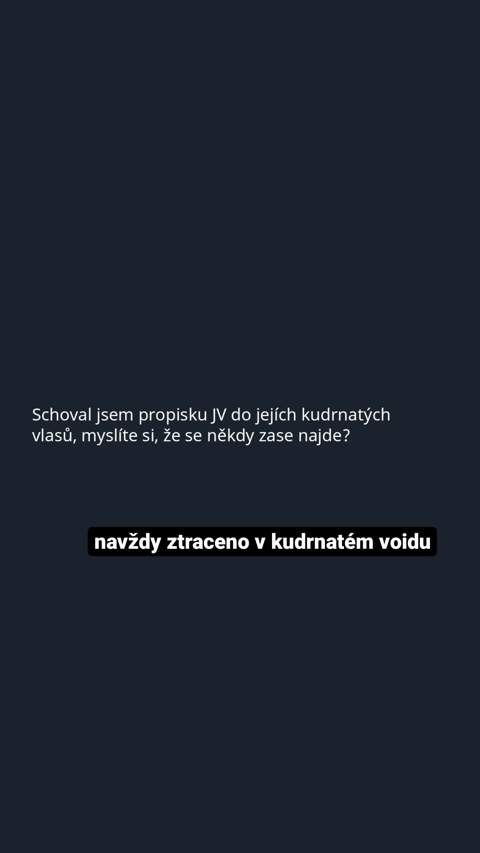 Schoval jsem propisku JV do jejích kudrnatých
vlasů, myslíte si, že se někdy zase najde?
navždy ztraceno v kudrnatém voidu